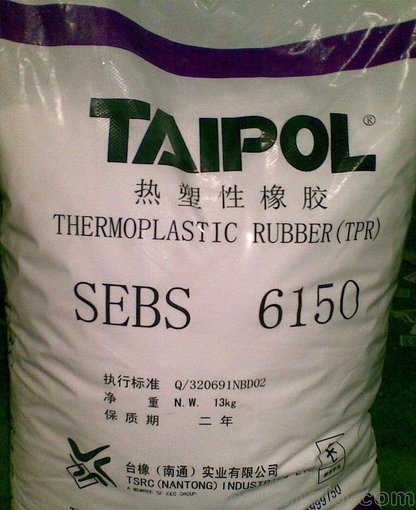 TAIPOL®
热塑性橡胶
THERMOPLASTIC RUBBER(TPR)
SEBS 6150
执行标准 Q/320691NBD02
净 重 N.W. 13kg
保 质 期 二 年
台橡（南通）实业有限公司
TSRC(NANTONG) INDUSTRIES